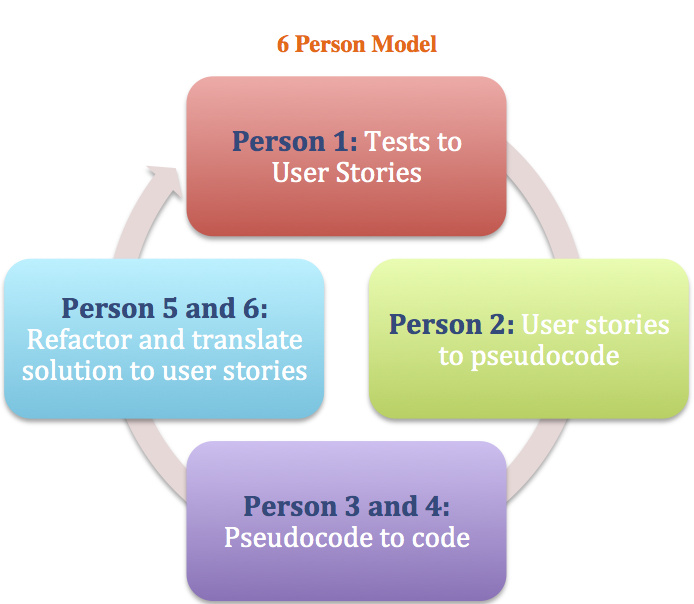 6 Person Model
Person 1: Tests to
User Stories
Person 2: User stories
to pseudocode
Person 3 and 4:
Pseudocode to code
Person 5 and 6:
Refactor and translate
solution to user stories